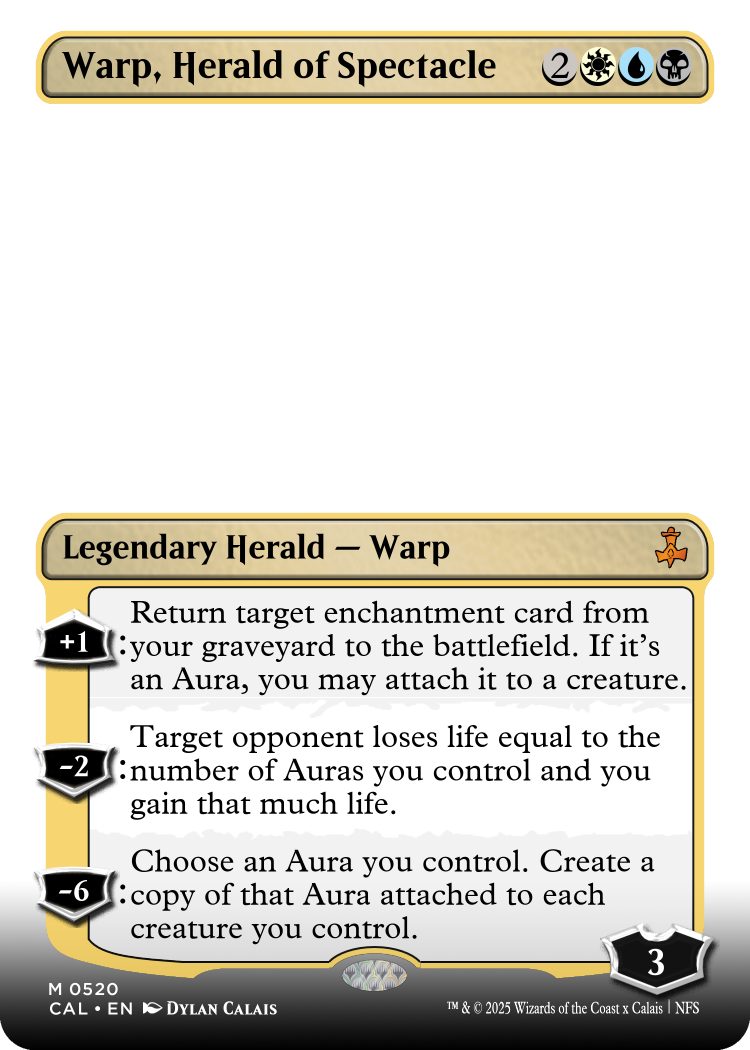 Warp, Herald of Spectacle 2
Legendary Herald — Warp
+1: Return target enchantment card from
your graveyard to the battlefield. If it's
an Aura, you may attach it to a creature.
−2: Target opponent loses life equal to the
number of Auras you control and you
gain that much life.
−6: Choose an Aura you control. Create a
copy of that Aura attached to each
creature you control.
3
M 0520
CAL • EN DYLAN CALAIS
™ & © 2025 Wizards of the Coast x Calais | NFS